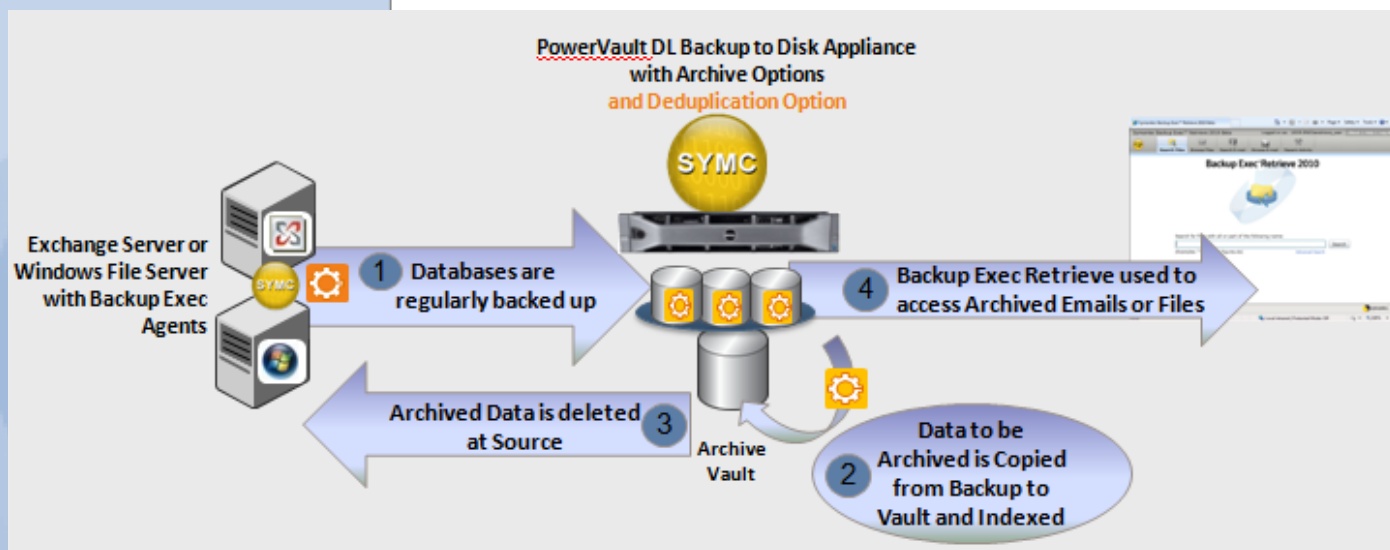 PowerVault DL Backup to Disk Appliance
with Archive Options
and Deduplication Option
SYMC
Backup Exec Retrieve 2010
Exchange Server or
Windows File Server
with Backup Exec
Agents
SYMC
1 Databases are
regularly backed up
4 Backup Exec Retrieve used to
access Archived Emails or Files
Archived Data is deleted
at Source
3
Archive
Vault
2
Data to be
Archived is Copied
from Backup to
Vault and Indexed